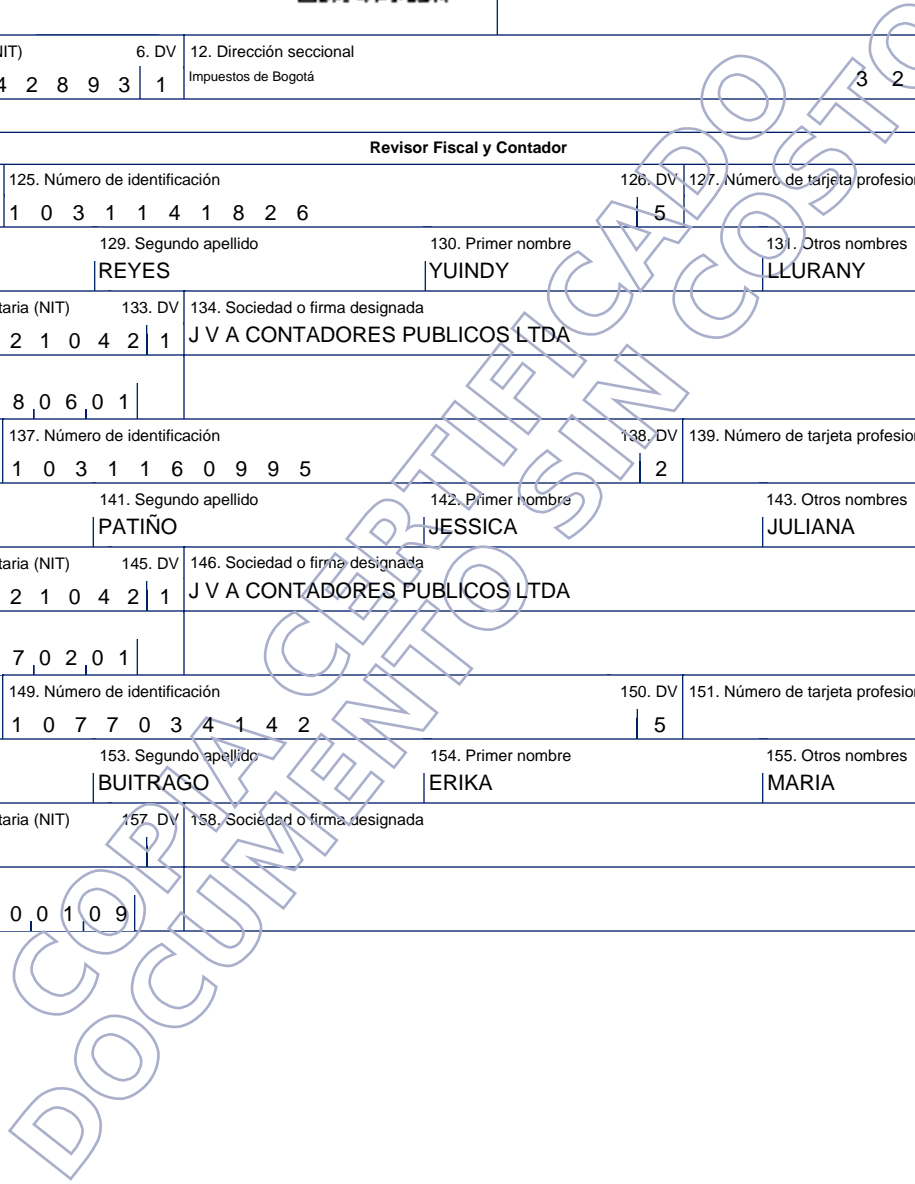 NIT) 6. DV 12. Dirección seccional
4 2 8 9 3 1 Impuestos de Bogotá 3 2
Revisor Fiscal y Contador
125. Número de identificación 126. DV 127. Número de tarjeta profesion
1 0 3 1 1 4 1 8 2 6 5
129. Segundo apellido 130. Primer nombre 131. Otros nombres
REYES YUINDY LLURANY
taria (NIT) 133. DV 134. Sociedad o firma designada
2 1 0 4 2 1 J V A CONTADORES PUBLICOS LTDA
8 0 6 0 1
137. Número de identificación 138. DV 139. Número de tarjeta profesion
1 0 3 1 1 6 0 9 9 5 2
141. Segundo apellido 142. Primer nombre 143. Otros nombres
PATIÑO JESSICA JULIANA
taria (NIT) 145. DV 146. Sociedad o firma designada
2 1 0 4 2 1 J V A CONTADORES PUBLICOS LTDA
7 0 2 0 1
149. Número de identificación 150. DV 151. Número de tarjeta profesion
1 0 7 7 0 3 4 1 4 2 5
153. Segundo apellido 154. Primer nombre 155. Otros nombres
BUITRAGO ERIKA MARIA
taria (NIT) 157. DV 158. Sociedad o firma designada
0 0 1 0 9
COPIA CERTIFICADO
DOCUMENTO SIN COSTO